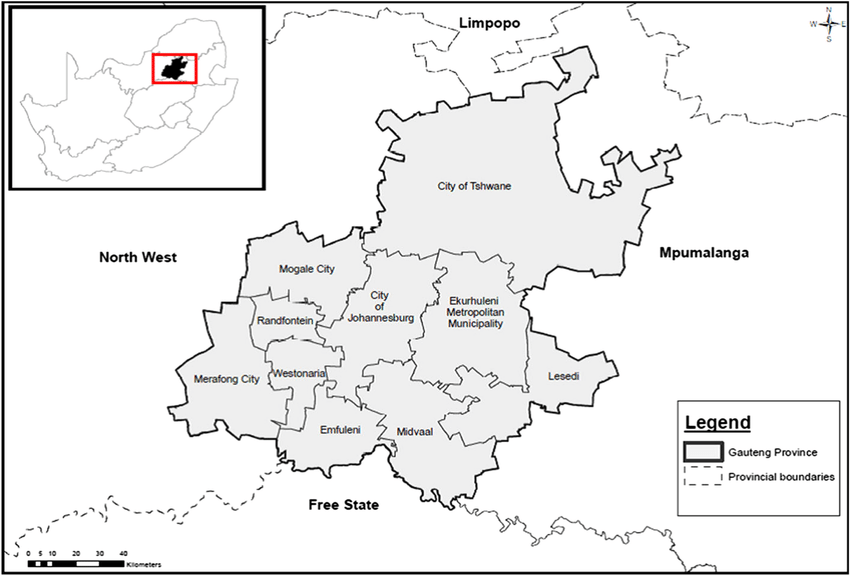 Limpopo
N
W E
S
City of Tshwane
North West
Mpumalanga
Mogale City
City
of
Johannesburg
Ekurhuleni
Metropolitan
Municipality
Randfontein
Merafong City
Westonaria
Lesedi
Emfuleni
Midvaal
Legend
Gauteng Province
Provincial boundaries
Free State
0 5 10 20 30 40
Kilometers